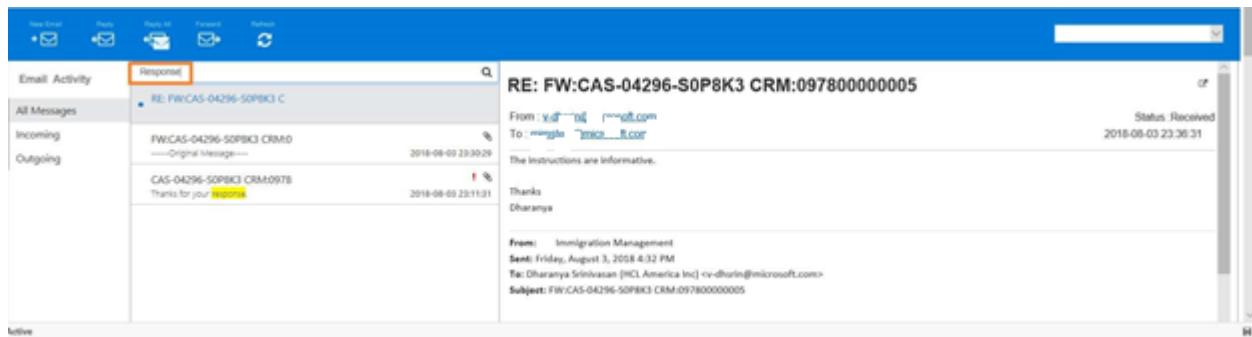 New Email Reply Reply All Forward Refresh
Email Activity
All Messages
Incoming
Outgoing
Response
RE: FW:CAS-04296-S0P8K3 C
FW:CAS-04296-S0P8K3 CRM:0
-----Original Message-----
2018-08-03 23:30:29
CAS-04296-S0P8K3 CRM:0978
Thanks for your response.
2018-08-03 23:11:31
RE: FW:CAS-04296-S0P8K3 CRM:097800000005
From :
Status :Received
To :
2018-08-03 23:36:31
The instructions are informative.
Thanks
Dharanya
From: Immigration Management
Sent: Friday, August 3, 2018 4:32 PM
To: Dharanya Srinivasan (HCL America Inc) <v-dhsrin@microsoft.com>
Subject: FW:CAS-04296-S0P8K3 CRM:097800000005
Active